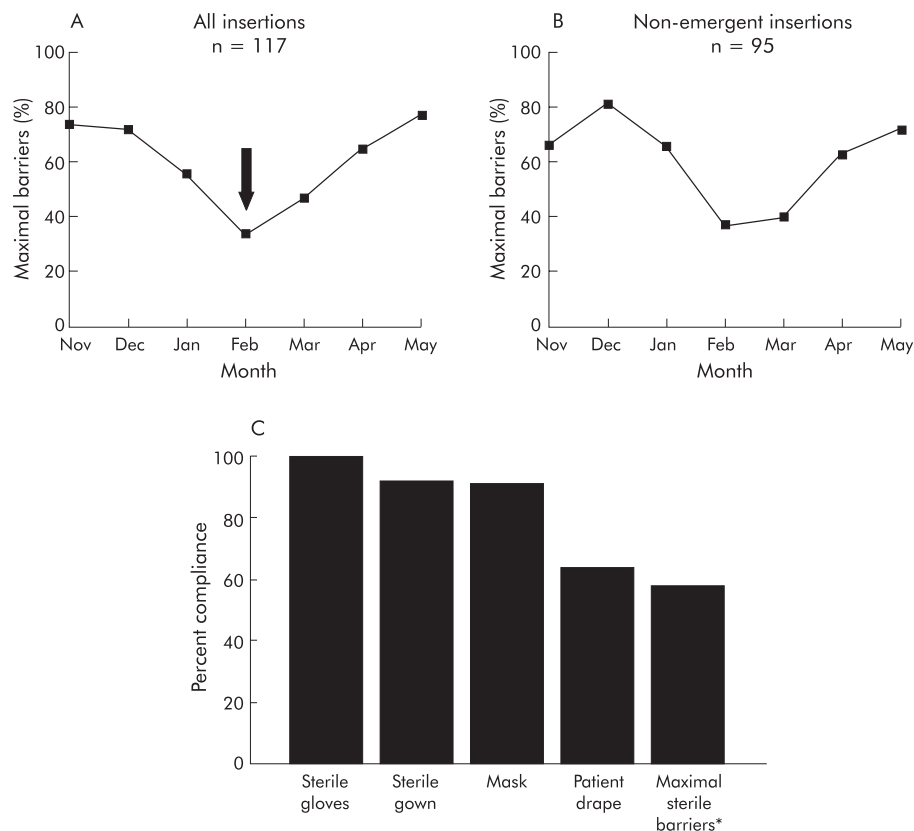 A
All insertions
n = 117
Maximal barriers (%)
100
80
60
40
20
0
Nov Dec Jan Feb Mar Apr May
Month
B
Non-emergent insertions
n = 95
Maximal barriers (%)
100
80
60
40
20
0
Nov Dec Jan Feb Mar Apr May
Month
C
Percent compliance
100
80
60
40
20
0
Sterile
gloves
Sterile
gown
Mask
Patient
drape
Maximal
sterile
barriers*